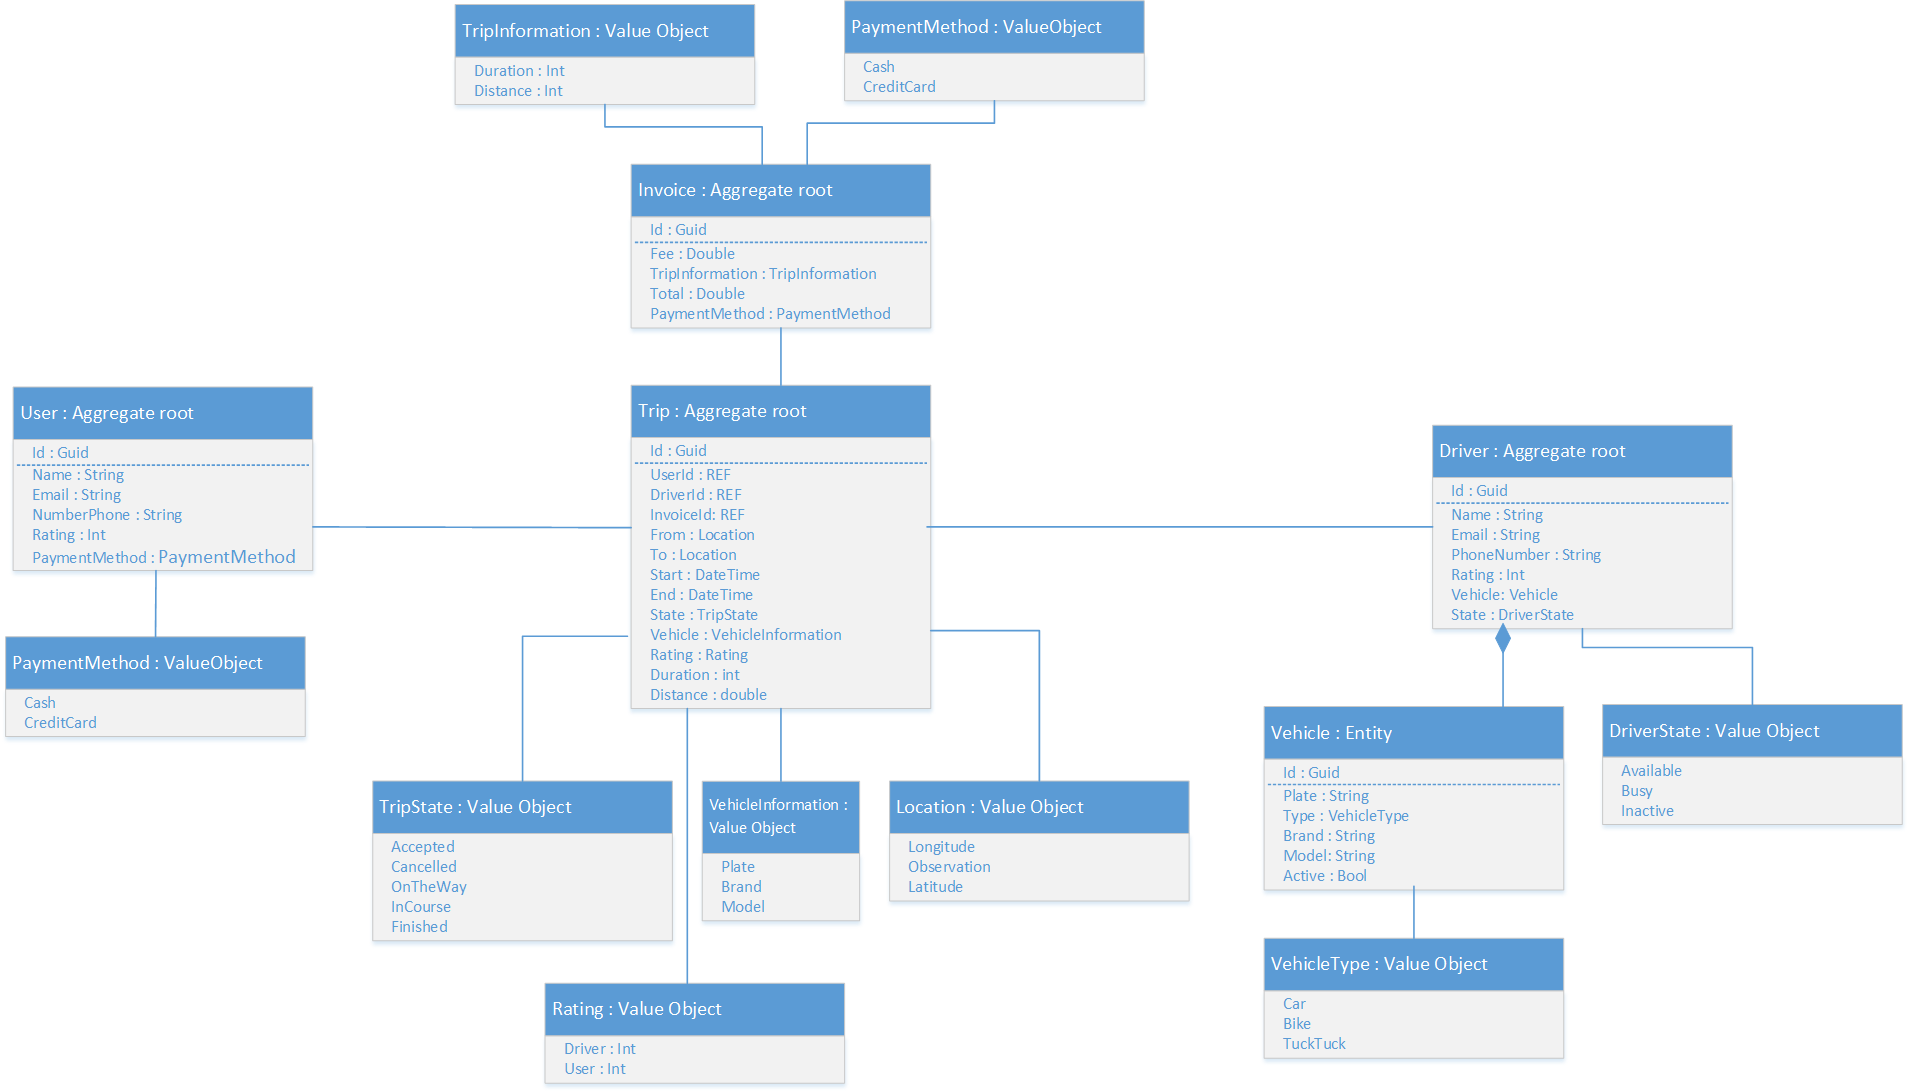 TripInformation : Value Object
Duration : Int
Distance : Int
PaymentMethod : ValueObject
Cash
CreditCard
Invoice : Aggregate root
Id : Guid
Fee : Double
TripInformation : TripInformation
Total : Double
PaymentMethod : PaymentMethod
User : Aggregate root
Id : Guid
Name : String
Email : String
NumberPhone : String
Rating : Int
PaymentMethod : PaymentMethod
PaymentMethod : ValueObject
Cash
CreditCard
Trip : Aggregate root
Id : Guid
UserId : REF
DriverId : REF
InvoiceId: REF
From : Location
To : Location
Start : DateTime
End : DateTime
State : TripState
Vehicle : VehicleInformation
Rating : Rating
Duration : int
Distance : double
Driver : Aggregate root
Id : Guid
Name : String
Email : String
PhoneNumber : String
Rating : Int
Vehicle: Vehicle
State : DriverState
TripState : Value Object
Accepted
Cancelled
OnTheWay
InCourse
Finished
VehicleInformation :
Value Object
Plate
Brand
Model
Location : Value Object
Longitude
Observation
Latitude
Vehicle : Entity
Id : Guid
Plate : String
Type : VehicleType
Brand : String
Model: String
Active : Bool
DriverState : Value Object
Available
Busy
Inactive
Rating : Value Object
Driver : Int
User : Int
VehicleType : Value Object
Car
Bike
TuckTuck